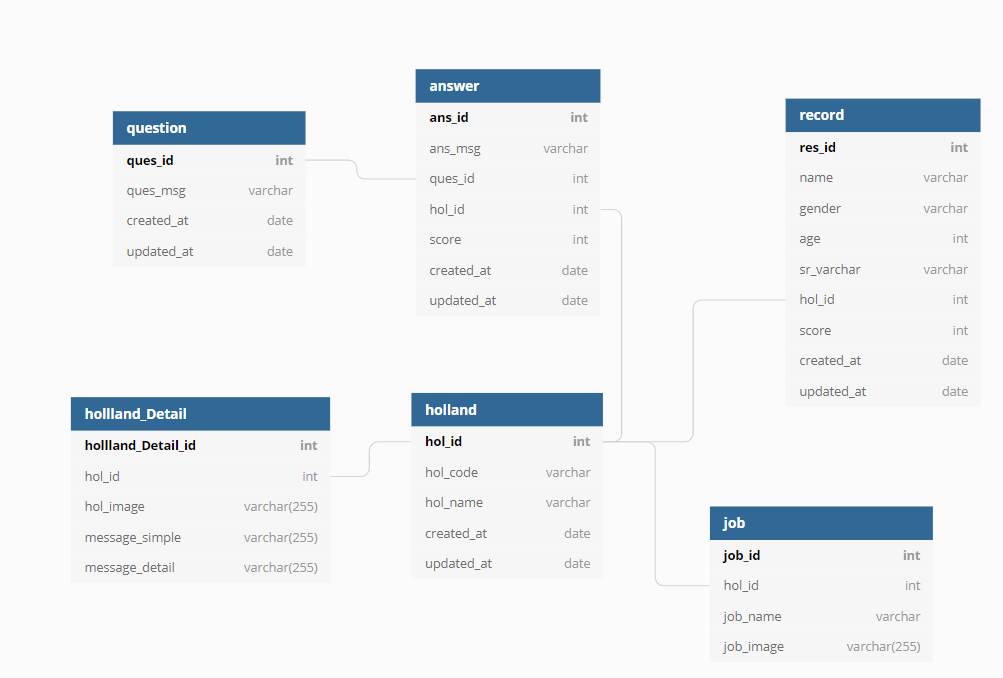 question
ques_id int
ques_msg varchar
created_at date
updated_at date
answer
ans_id int
ans_msg varchar
ques_id int
hol_id int
score int
created_at date
updated_at date
record
res_id int
name varchar
gender varchar
age int
sr_varchar varchar
hol_id int
score int
created_at date
updated_at date
hollland_Detail
hollland_Detail_id int
hol_id int
hol_image varchar(255)
message_simple varchar(255)
message_detail varchar(255)
holland
hol_id int
hol_code varchar
hol_name varchar
created_at date
updated_at date
job
job_id int
hol_id int
job_name varchar
job_image varchar(255)